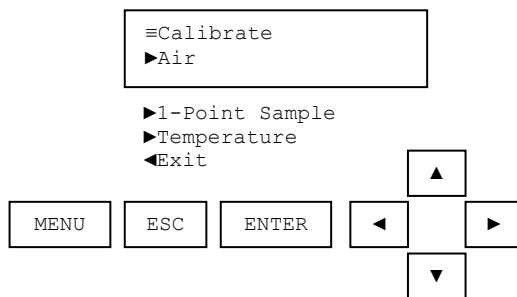 ≡Calibrate
►Air
►1-Point Sample
►Temperature
◄Exit
▲
MENU ESC ENTER ◄ ►
▼